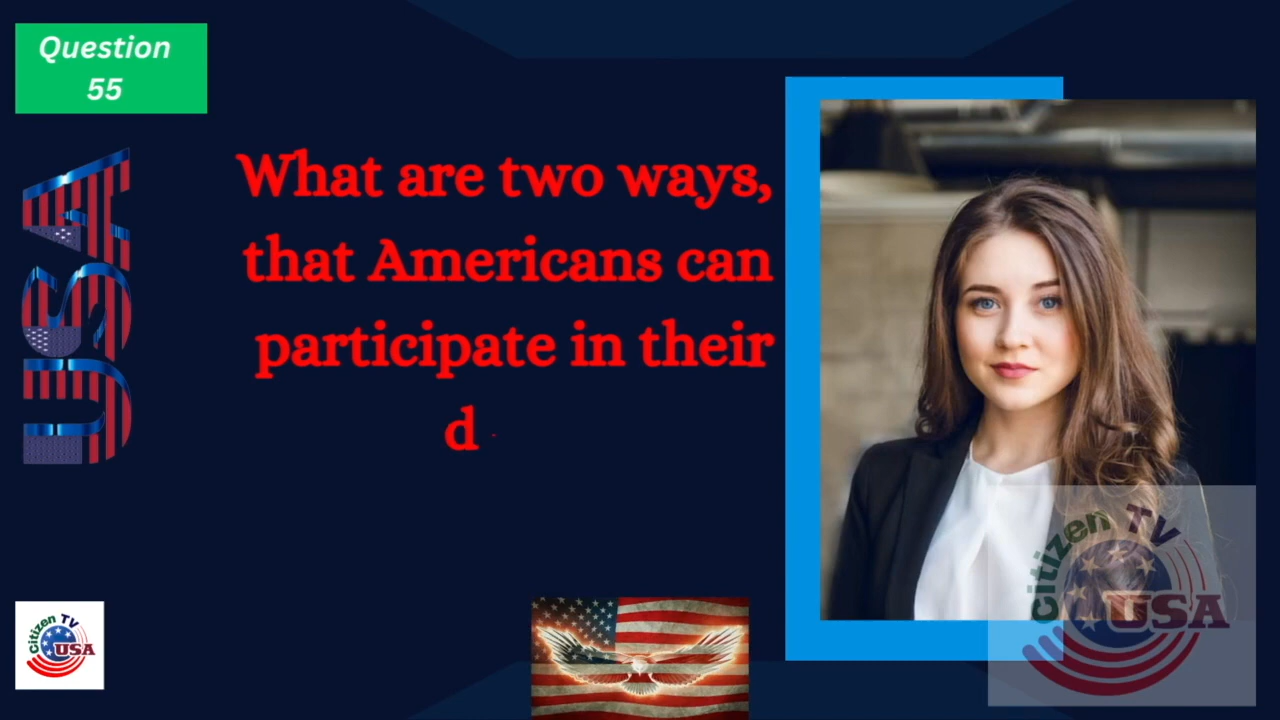 Question
55
USA
What are two ways,
that Americans can
participate in their
d
Citizen TV
USA
Citizen TV
USA